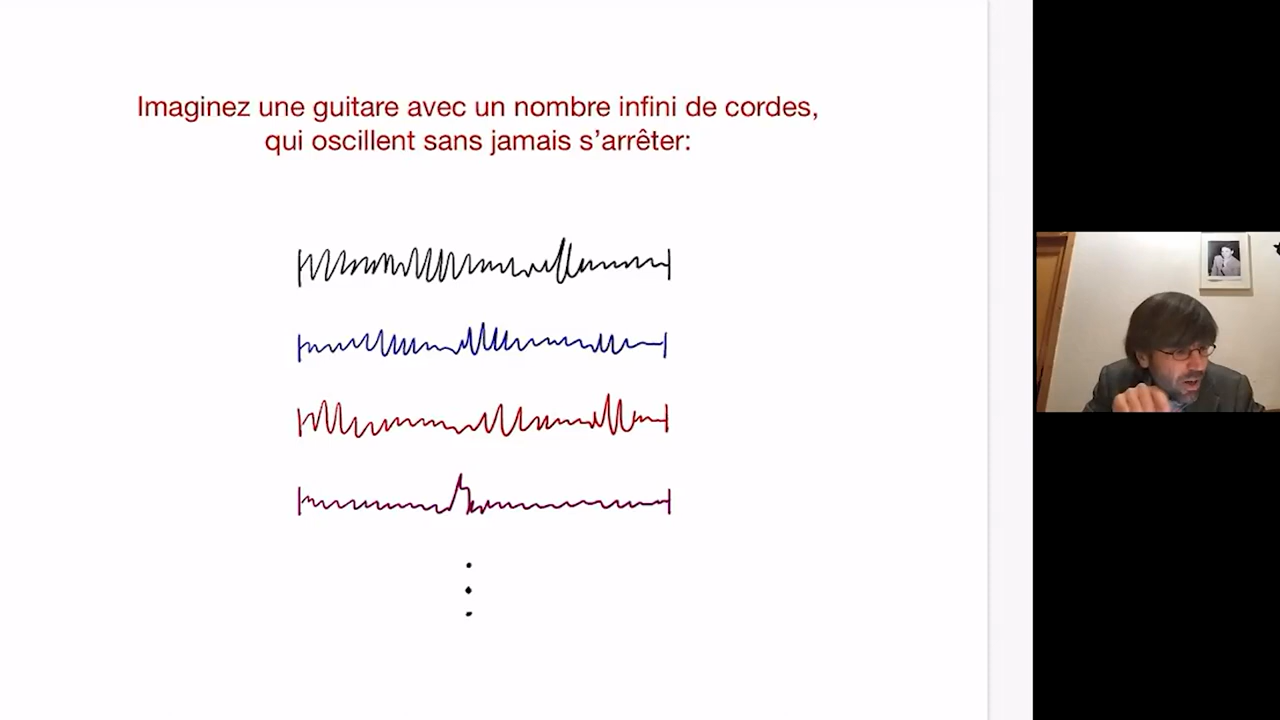 Imaginez une guitare avec un nombre infini de cordes,
qui oscillent sans jamais s’arrêter: